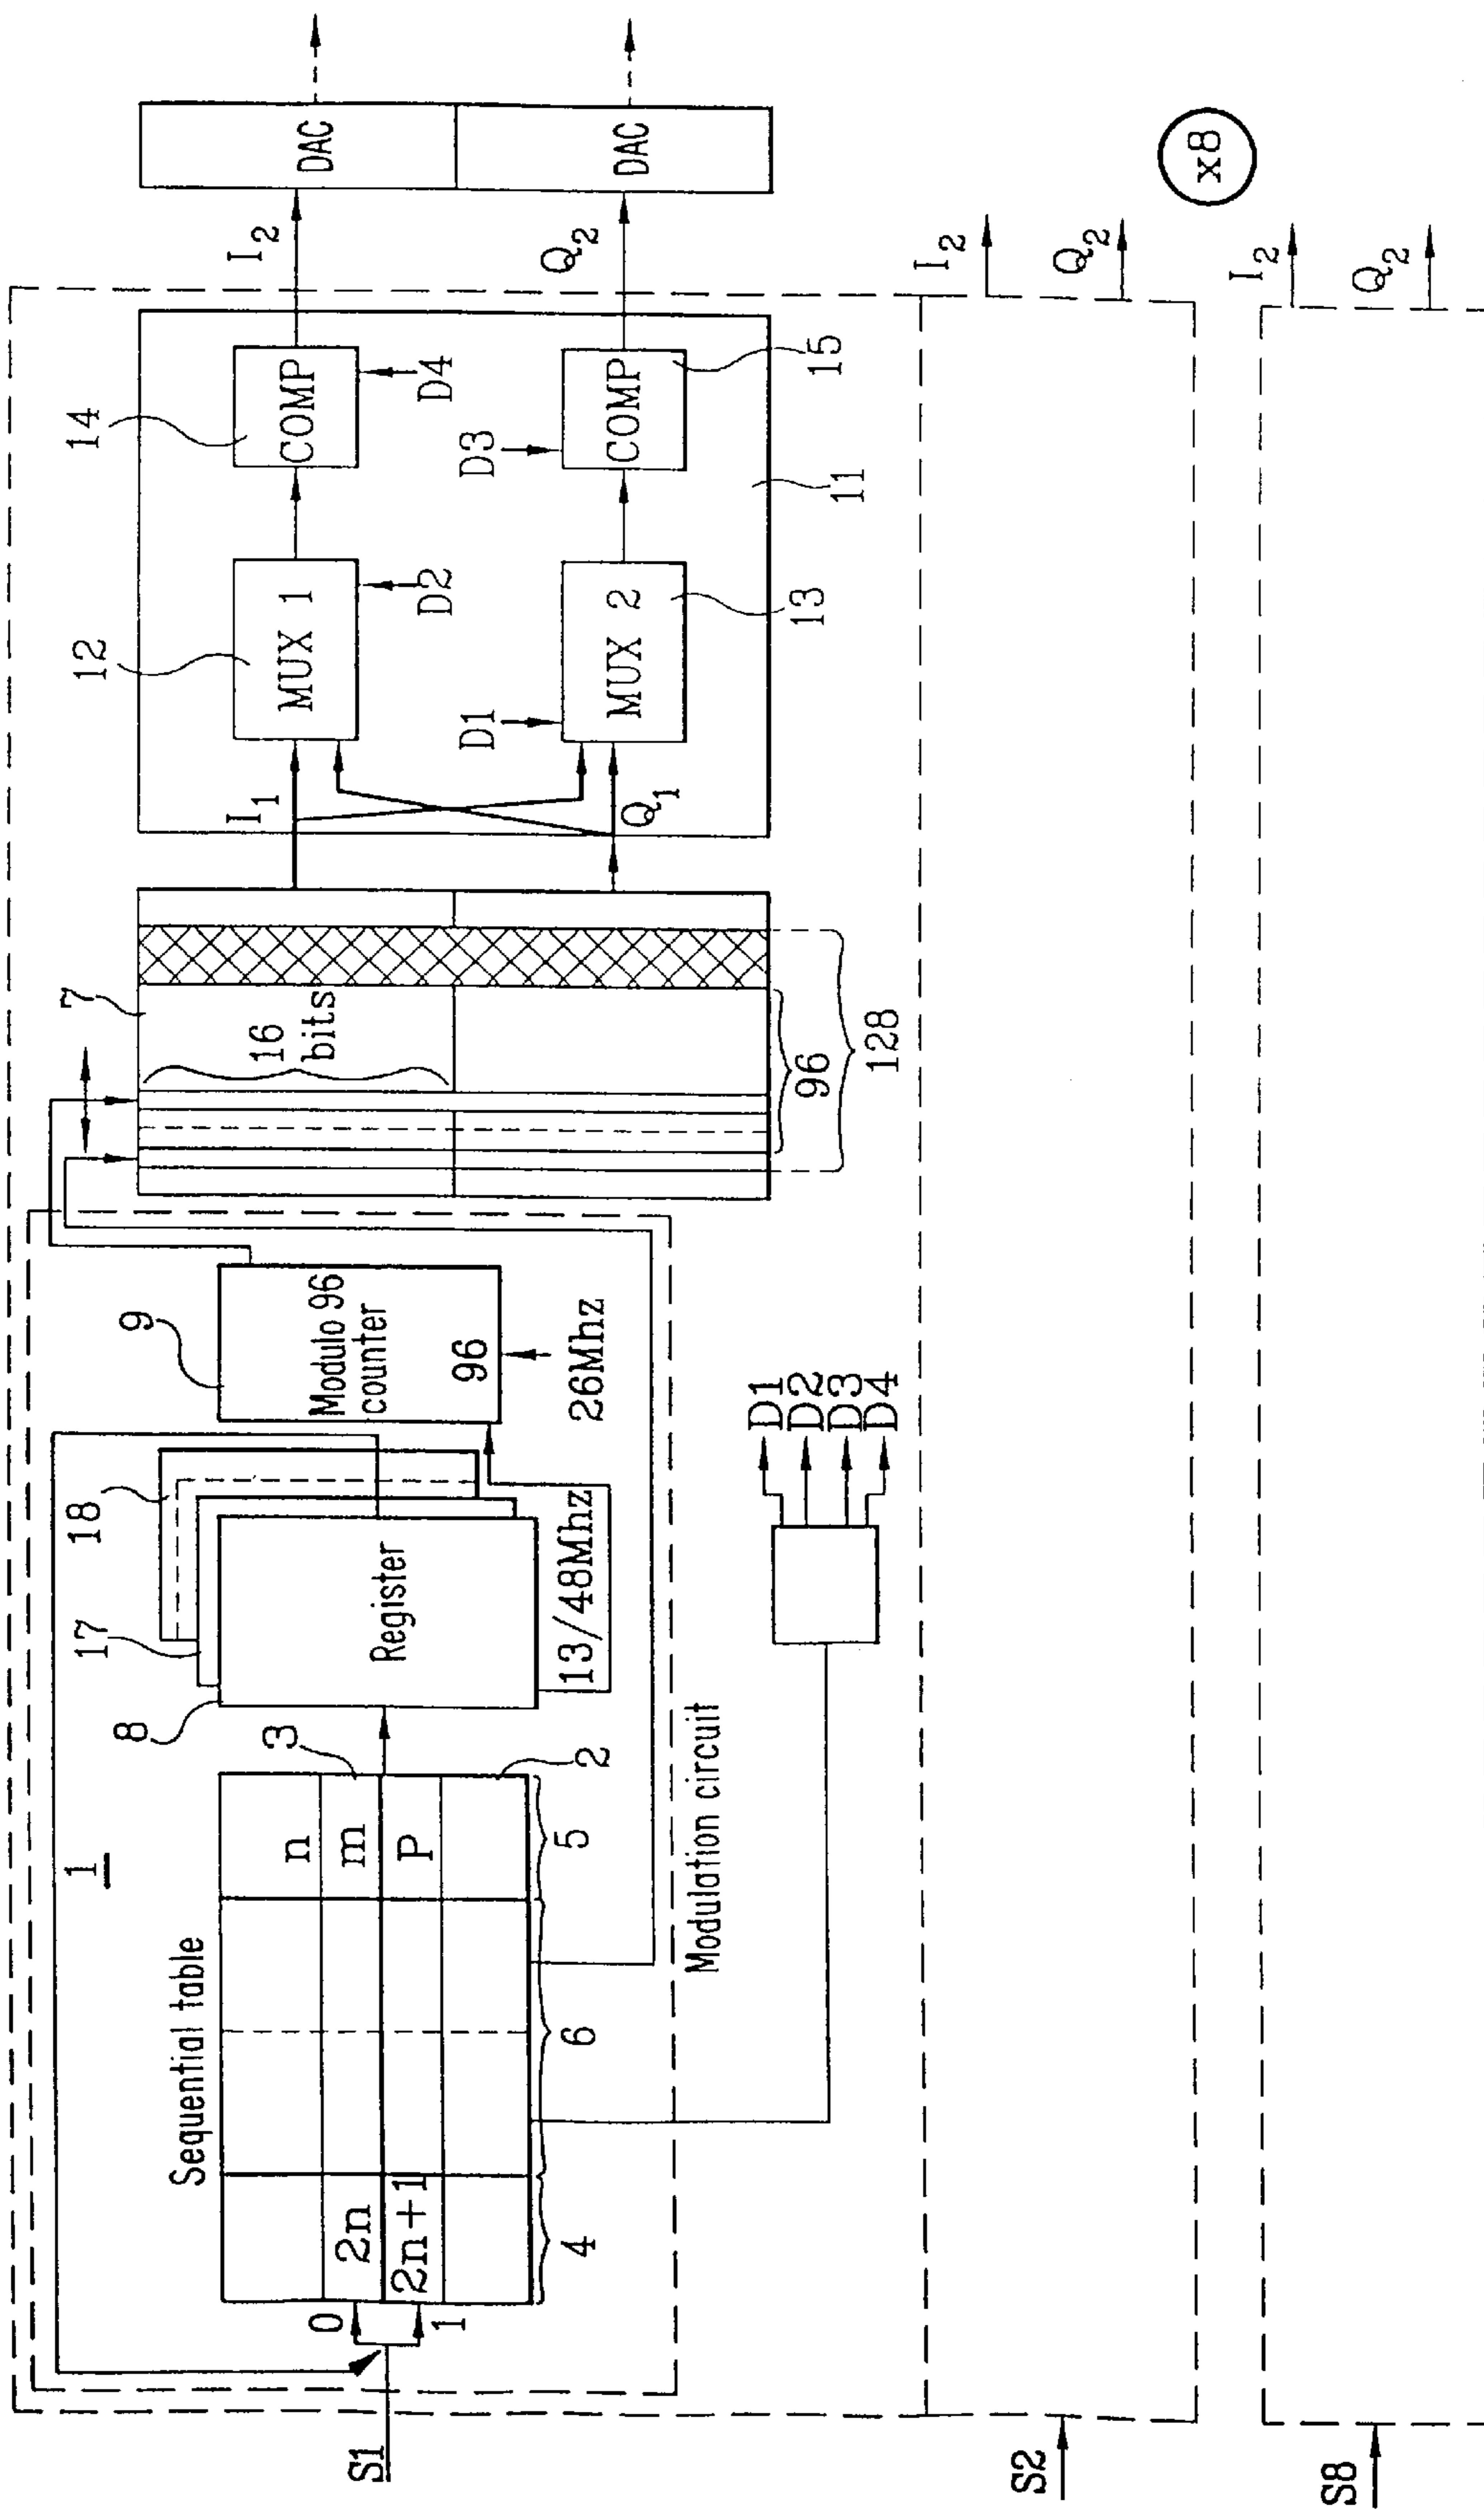 1
Sequential table
n
2n
m
2n+1
P
0
1
4
6
5
3
2
S1
8
17
18
Register
13/48Mhz
9
Modulo 96
counter
96
26Mhz
7
16
bits
96
128
I1
Q1
12
MUX 1
D2
D1
MUX 2
13
14
COMP
D4
D3
COMP
15
11
I2
Q2
DAC
DAC
Modulation circuit
D1
D2
D3
D4
S2
I2
Q2
x8
S8
I2
Q2